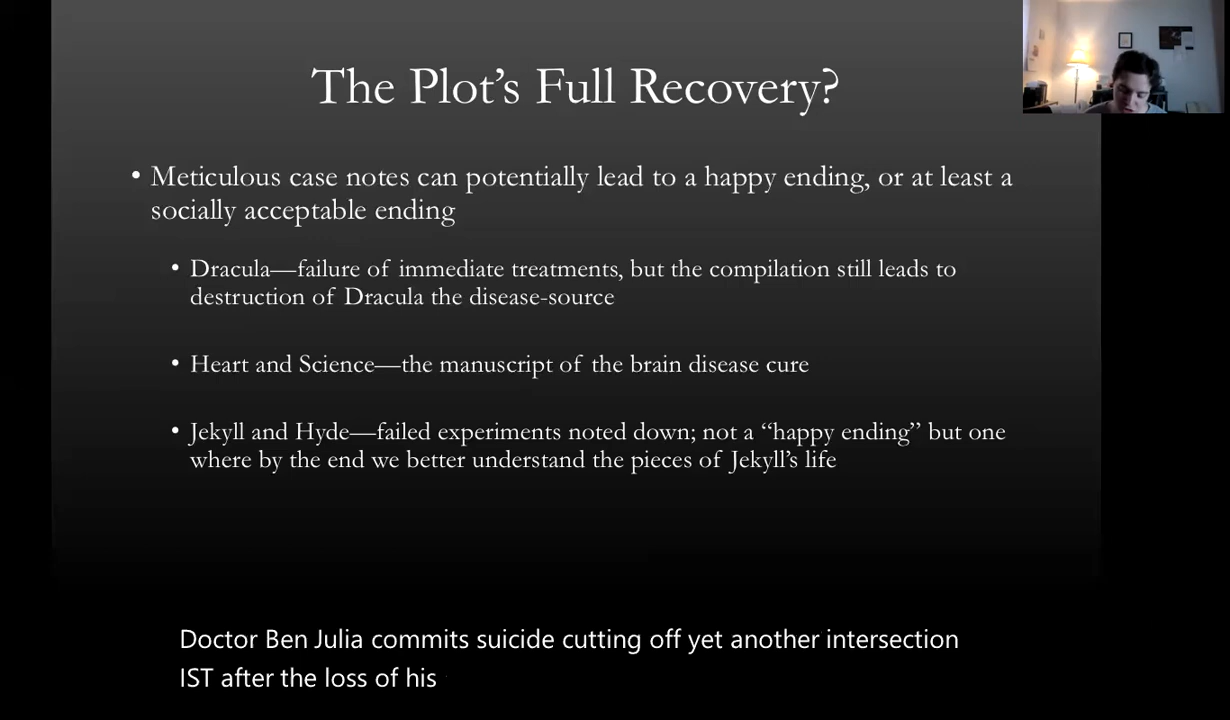 The Plot’s Full Recovery?
• Meticulous case notes can potentially lead to a happy ending, or at least a
socially acceptable ending
• Dracula—failure of immediate treatments, but the compilation still leads to
destruction of Dracula the disease-source
• Heart and Science—the manuscript of the brain disease cure
• Jekyll and Hyde—failed experiments noted down; not a “happy ending” but one
where by the end we better understand the pieces of Jekyll’s life
Doctor Ben Julia commits suicide cutting off yet another intersection
IST after the loss of his